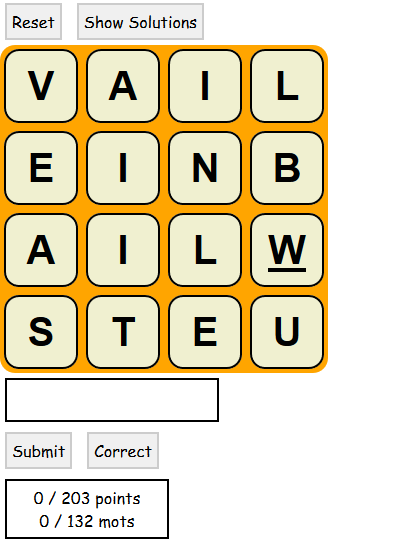 Reset Show Solutions
V A I L
E I N B
A I L W
S T E U
Submit Correct
0 / 203 points
0 / 132 mots